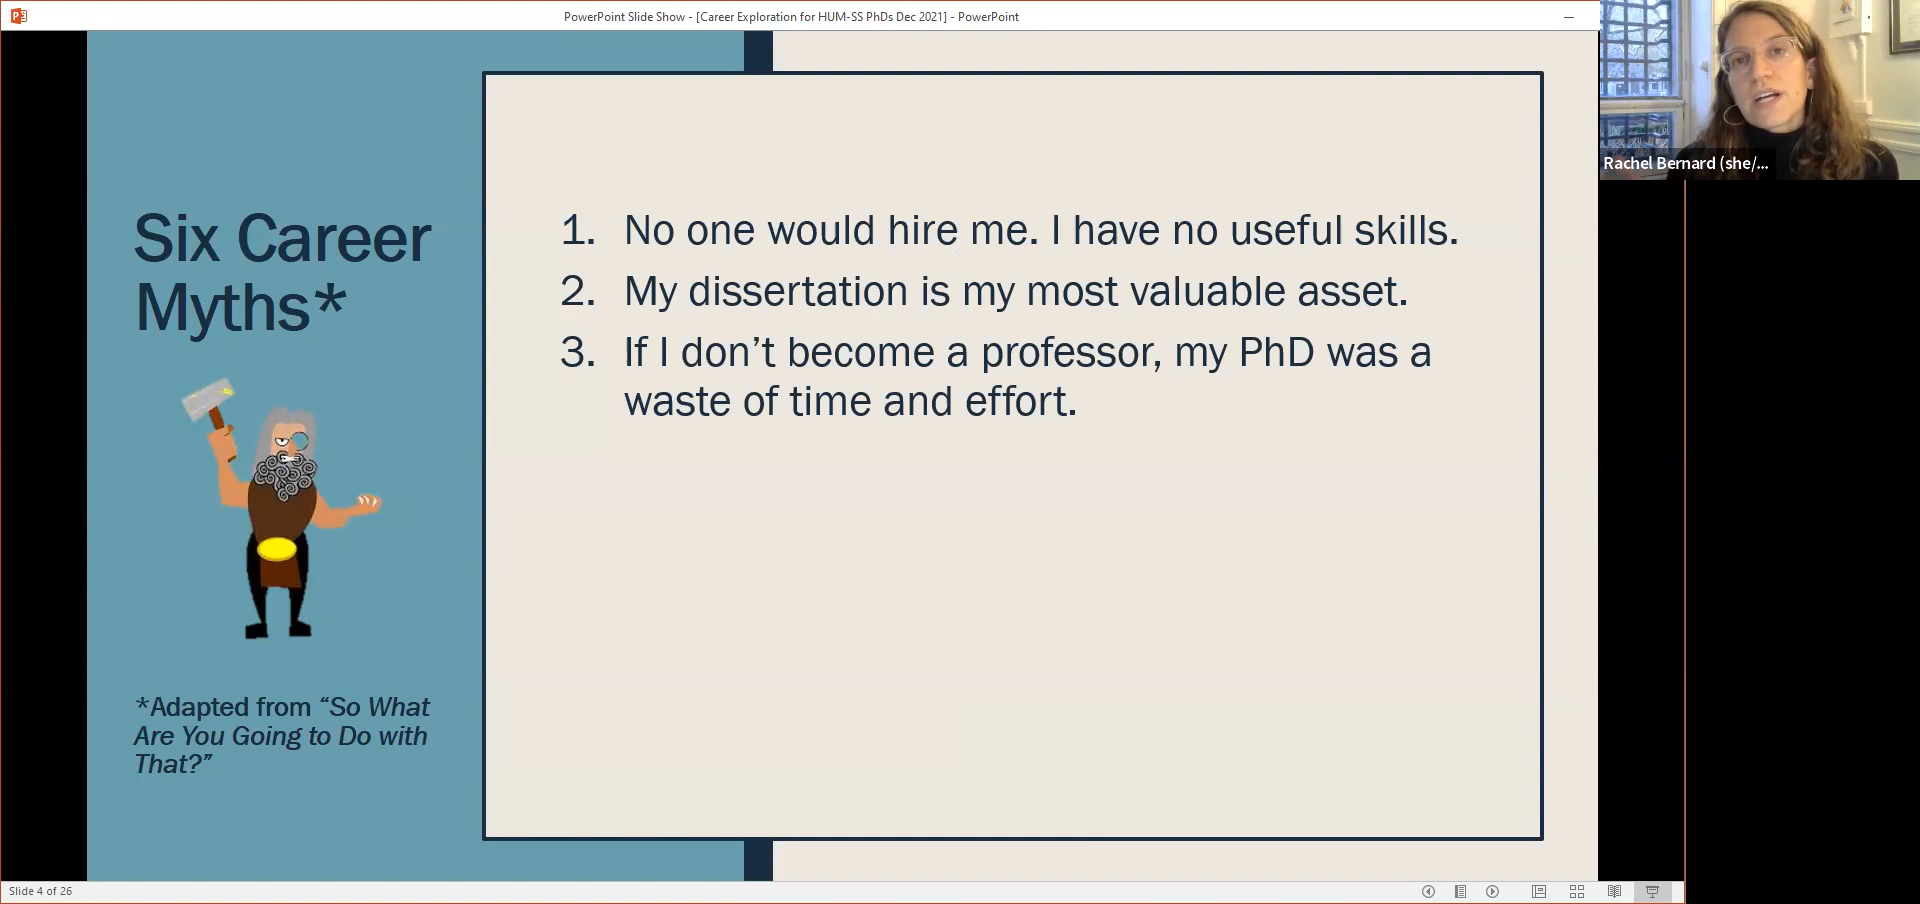 PowerPoint Slide Show - [Career Exploration for HUM-SS PhDs Dec 2021] - PowerPoint
Rachel Bernard (she/...
Six Career
Myths*
1. No one would hire me. I have no useful skills.
2. My dissertation is my most valuable asset.
3. If I don’t become a professor, my PhD was a
waste of time and effort.
*Adapted from “So What
Are You Going to Do with
That?”
Slide 4 of 26